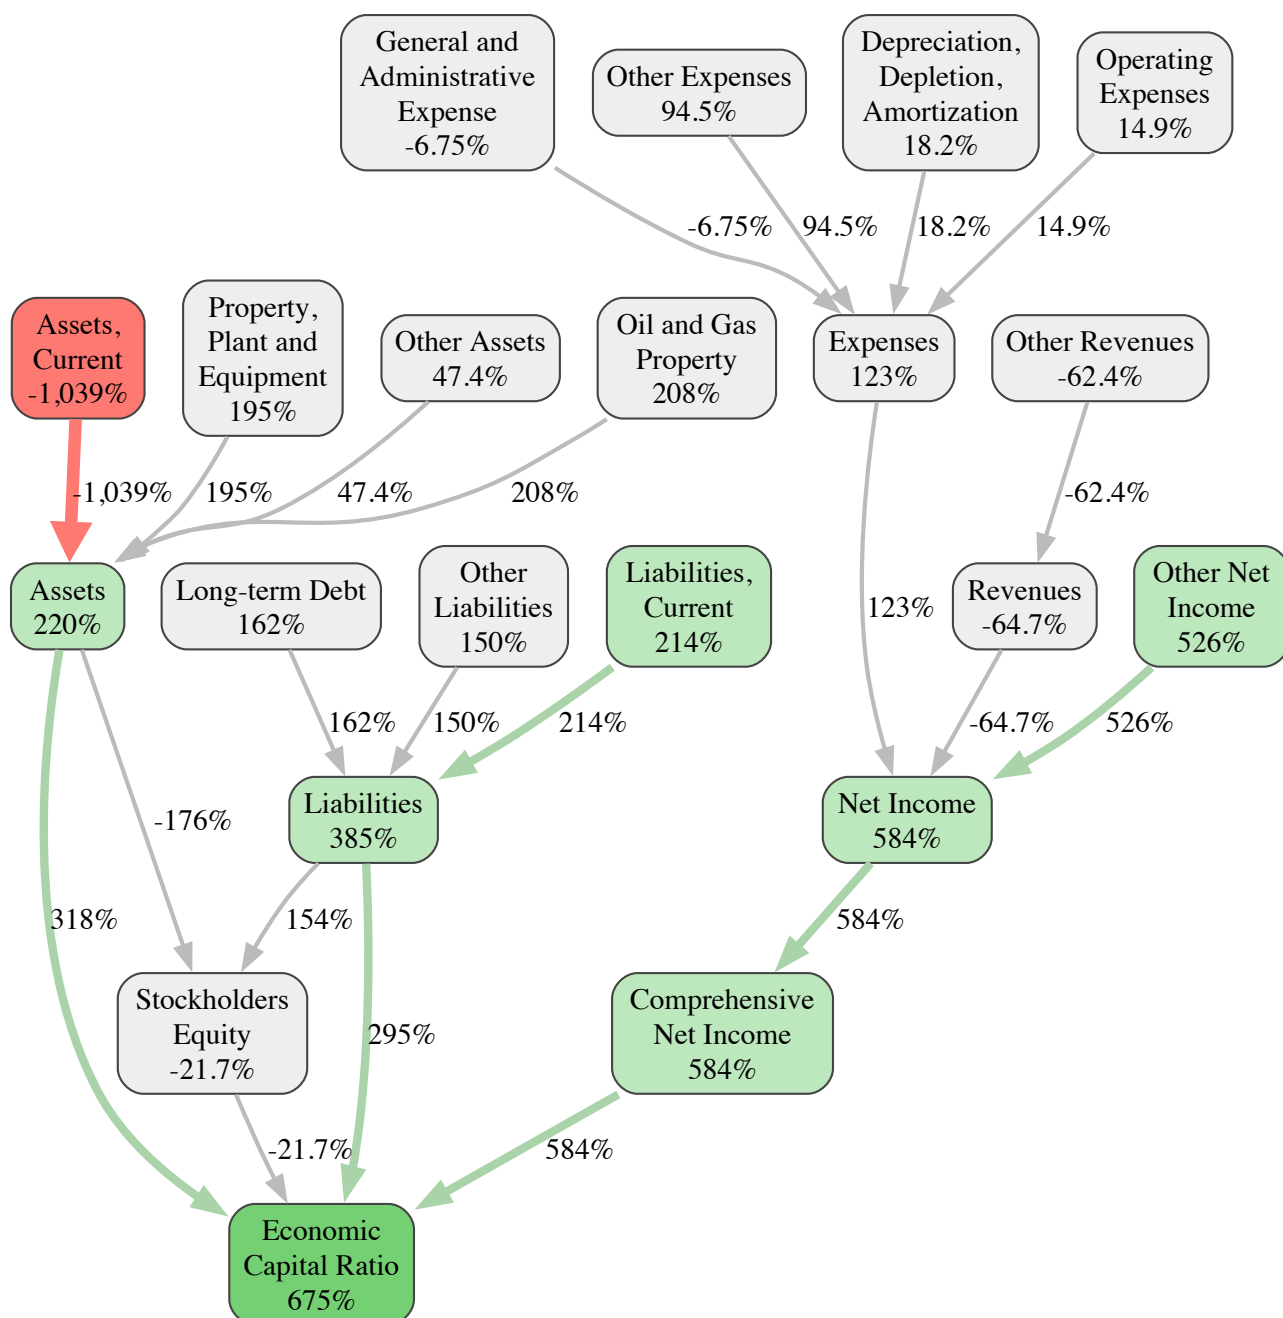 General and
Administrative
Expense
-6.75%
Other Expenses
94.5%
Depreciation,
Depletion,
Amortization
18.2%
Operating
Expenses
14.9%
-6.75%
94.5%
18.2%
14.9%
Assets,
Current
-1,039%
Property,
Plant and
Equipment
195%
Other Assets
47.4%
Oil and Gas
Property
208%
Expenses
123%
Other Revenues
-62.4%
-1,039%
195%
47.4%
208%
-62.4%
Assets
220%
Long-term Debt
162%
Other
Liabilities
150%
Liabilities,
Current
214%
123%
Revenues
-64.7%
Other Net
Income
526%
162%
150%
214%
-64.7%
526%
-176%
Liabilities
385%
Net Income
584%
318%
154%
584%
Stockholders
Equity
-21.7%
295%
Comprehensive
Net Income
584%
-21.7%
584%
Economic
Capital Ratio
675%